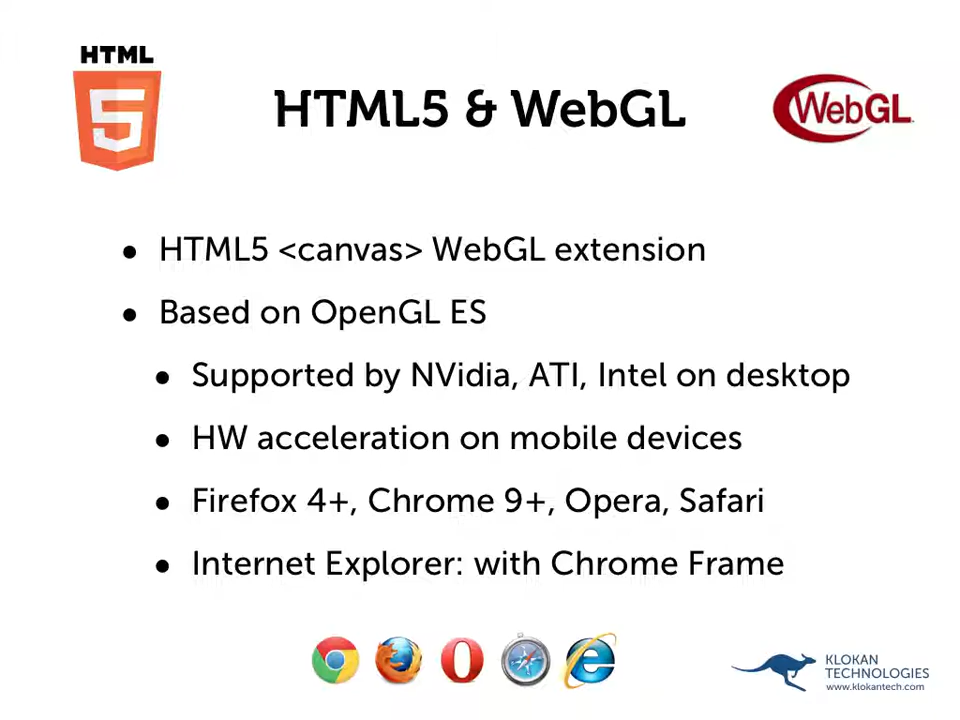 HTML
5
HTML5 & WebGL
WebGL
• HTML5 <canvas> WebGL extension
• Based on OpenGL ES
• Supported by NVidia, ATI, Intel on desktop
• HW acceleration on mobile devices
• Firefox 4+, Chrome 9+, Opera, Safari
• Internet Explorer: with Chrome Frame
KLOKAN
TECHNOLOGIES
www.klokantech.com